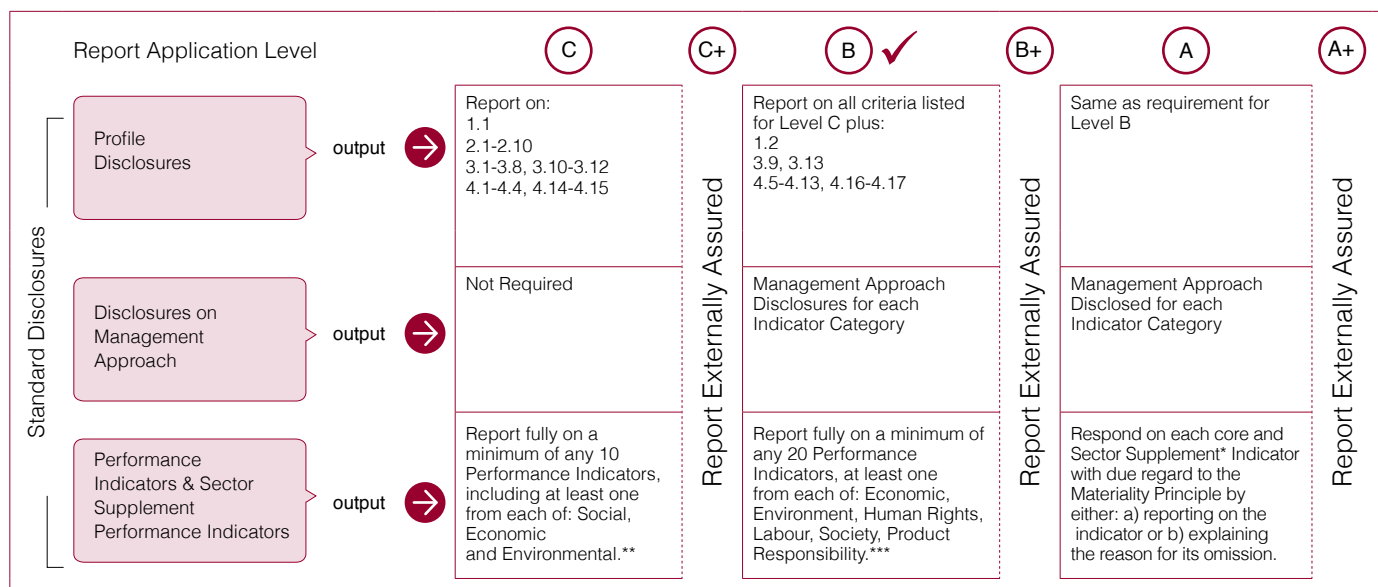 Report Application Level
C
C+
B
B+
A
A+
Standard Disclosures
Profile
Disclosures
output
Report on:
1.1
2.1-2.10
3.1-3.8, 3.10-3.12
4.1-4.4, 4.14-4.15
Report on all criteria listed
for Level C plus:
1.2
3.9, 3.13
4.5-4.13, 4.16-4.17
Same as requirement for
Level B
Disclosures on
Management
Approach
output
Not Required
Management Approach
Disclosures for each
Indicator Category
Management Approach
Disclosed for each
Indicator Category
Performance
Indicators & Sector
Supplement
Performance Indicators
output
Report fully on a
minimum of any 10
Performance Indicators,
including at least one
from each of: Social,
Economic
and Environmental.**
Report fully on a minimum of
any 20 Performance
Indicators, at least one
from each of: Economic,
Environment, Human Rights,
Labour, Society, Product
Responsibility.***
Respond on each core and
Sector Supplement* Indicator
with due regard to the
Materiality Principle by
either: a) reporting on the
indicator or b) explaining
the reason for its omission.
Report Externally Assured
Report Externally Assured
Report Externally Assured